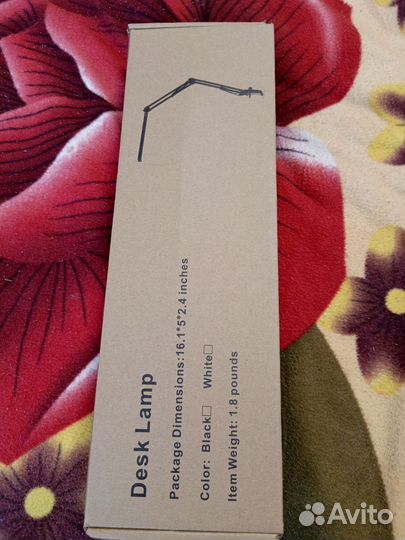 Desk Lamp
Package Dimensions:16.1*5*2.4 inches
Color: Black□ White□
Item Weight: 1.8 pounds
Avito